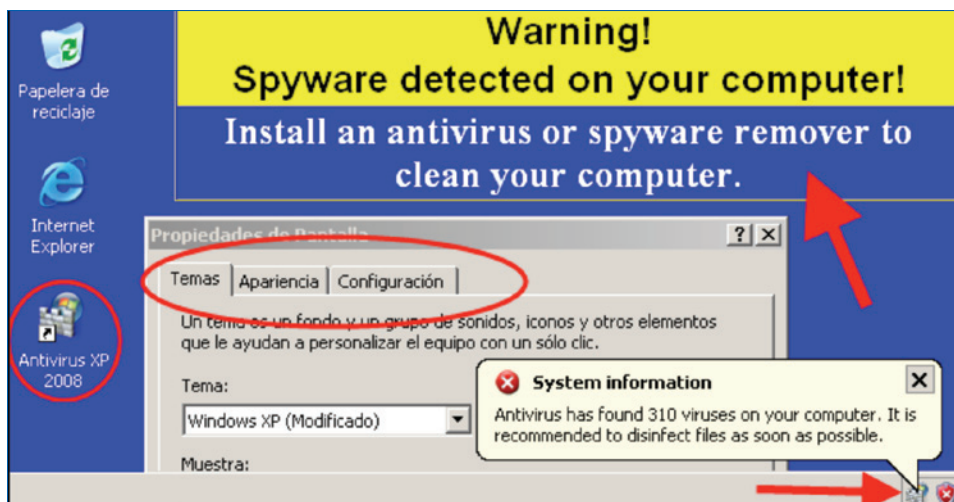 Warning!
Spyware detected on your computer!
Install an antivirus or spyware remover to
clean your computer.
Papelera de
reciclaje
Internet
Explorer
Antivirus XP
2008
Propiedades de Pantalla
Temas
Apariencia
Configuración
Un tema es un fondo y un grupo de sonidos, iconos y otros elementos
que le ayudan a personalizar el equipo con un sólo clic.
Tema:
Windows XP (Modificado)
Muestra:
System information
Antivirus has found 310 viruses on your computer. It is
recommended to disinfect files as soon as possible.